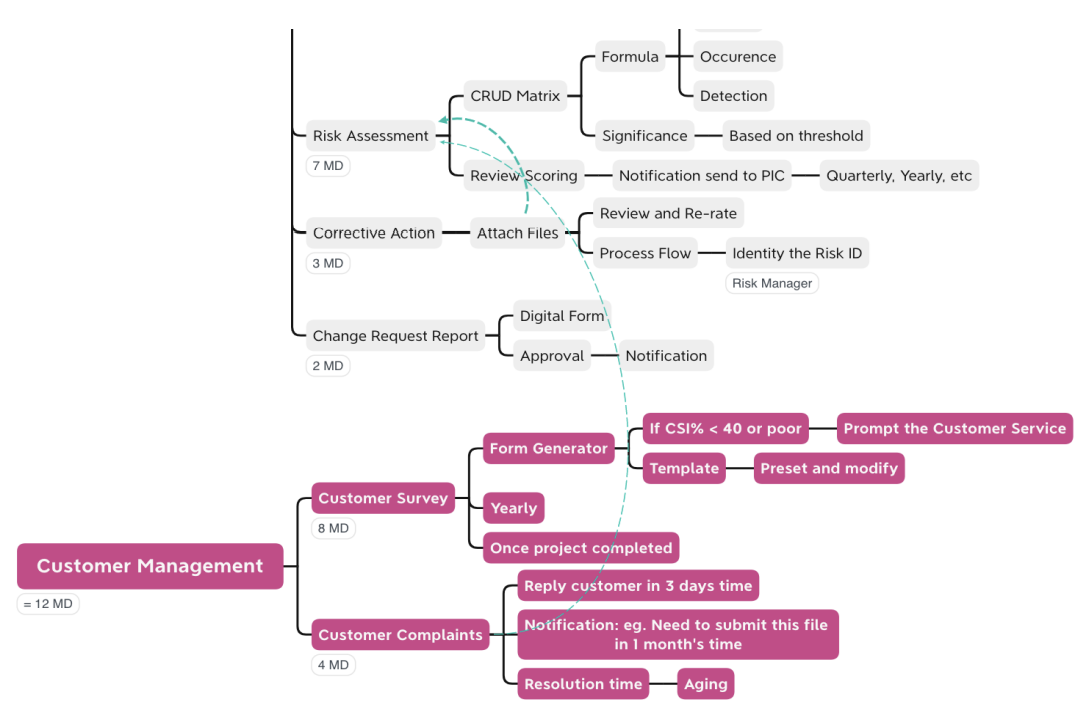 Formula
Occurence
Detection
CRUD Matrix
Risk Assessment
7 MD
Significance
Based on threshold
Review Scoring
Notification send to PIC
Quarterly, Yearly, etc
Corrective Action
3 MD
Attach Files
Review and Re-rate
Process Flow
Identity the Risk ID
Risk Manager
Change Request Report
2 MD
Digital Form
Approval
Notification
Customer Management
= 12 MD
Customer Survey
8 MD
Form Generator
If CSI% < 40 or poor
Prompt the Customer Service
Template
Preset and modify
Yearly
Once project completed
Customer Complaints
4 MD
Reply customer in 3 days time
Notification: eg. Need to submit this file
in 1 month's time
Resolution time
Aging